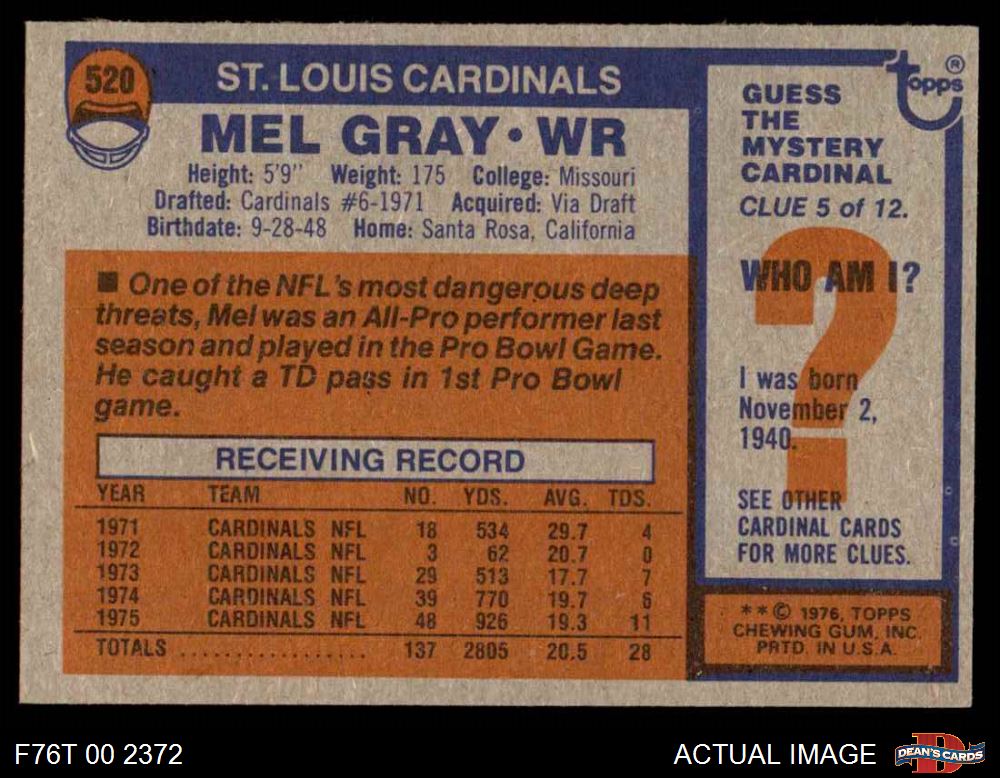 520
ST. LOUIS CARDINALS
MEL GRAY • WR
Height: 5'9" Weight: 175 College: Missouri
Drafted: Cardinals #6-1971 Acquired: Via Draft
Birthdate: 9-28-48 Home: Santa Rosa, California
■ One of the NFL's most dangerous deep
threats, Mel was an All-Pro performer last
season and played in the Pro Bowl Game.
He caught a TD pass in 1st Pro Bowl
game.
RECEIVING RECORD
YEAR TEAM NO. YDS. AVG. TDS.
1971 CARDINALS NFL 18 534 29.7 4
1972 CARDINALS NFL 3 62 20.7 0
1973 CARDINALS NFL 29 513 17.7 7
1974 CARDINALS NFL 39 770 19.7 6
1975 CARDINALS NFL 48 926 19.3 11
TOTALS .................. 137 2805 20.5 28
topps ®
GUESS
THE
MYSTERY
CARDINAL
CLUE 5 of 12.
?
WHO AM I?
I was born
November 2,
1940.
SEE OTHER
CARDINAL CARDS
FOR MORE CLUES.
**© 1976, TOPPS
CHEWING GUM, INC.
PRTD. IN U.S.A.
F76T 00 2372
ACTUAL IMAGE
D
DEAN'S CARDS